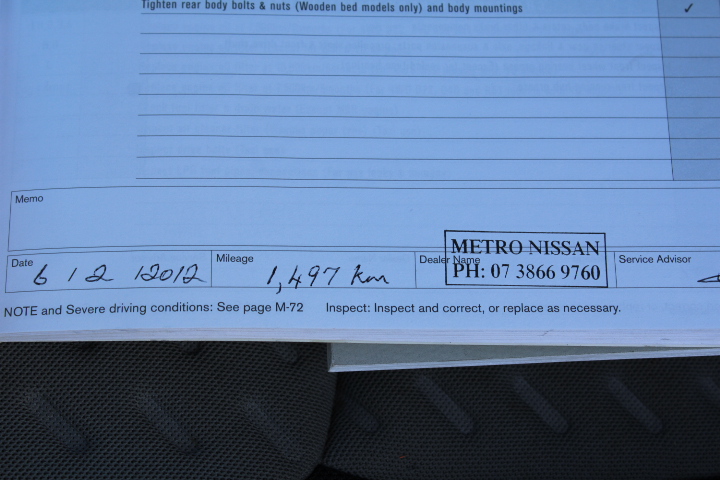 Tighten rear body bolts & nuts (Wooden bed models only) and body mountings ✓
Memo
Date 6 / 2 / 2012
Mileage 1,497 km
Dealer Name METRO NISSAN
PH: 07 3866 9760
Service Advisor
NOTE and Severe driving conditions: See page M-72 Inspect: Inspect and correct, or replace as necessary.